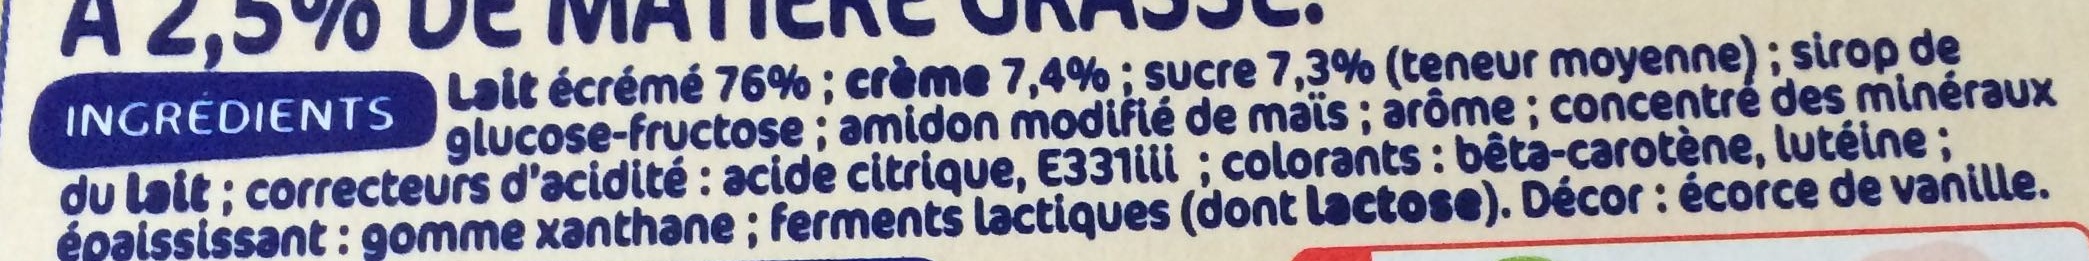 À 2,5% DE MATIÈRE GRASSE.
INGRÉDIENTS Lait écrémé 76% ; crème 7,4% ; sucre 7,3% (teneur moyenne) ; sirop de
glucose-fructose ; amidon modifié de maïs ; arôme ; concentré des minéraux
du lait ; correcteurs d'acidité : acide citrique, E331iii ; colorants : bêta-carotène, lutéine ;
épaississant : gomme xanthane ; ferments lactiques (dont lactose). Décor : écorce de vanille.